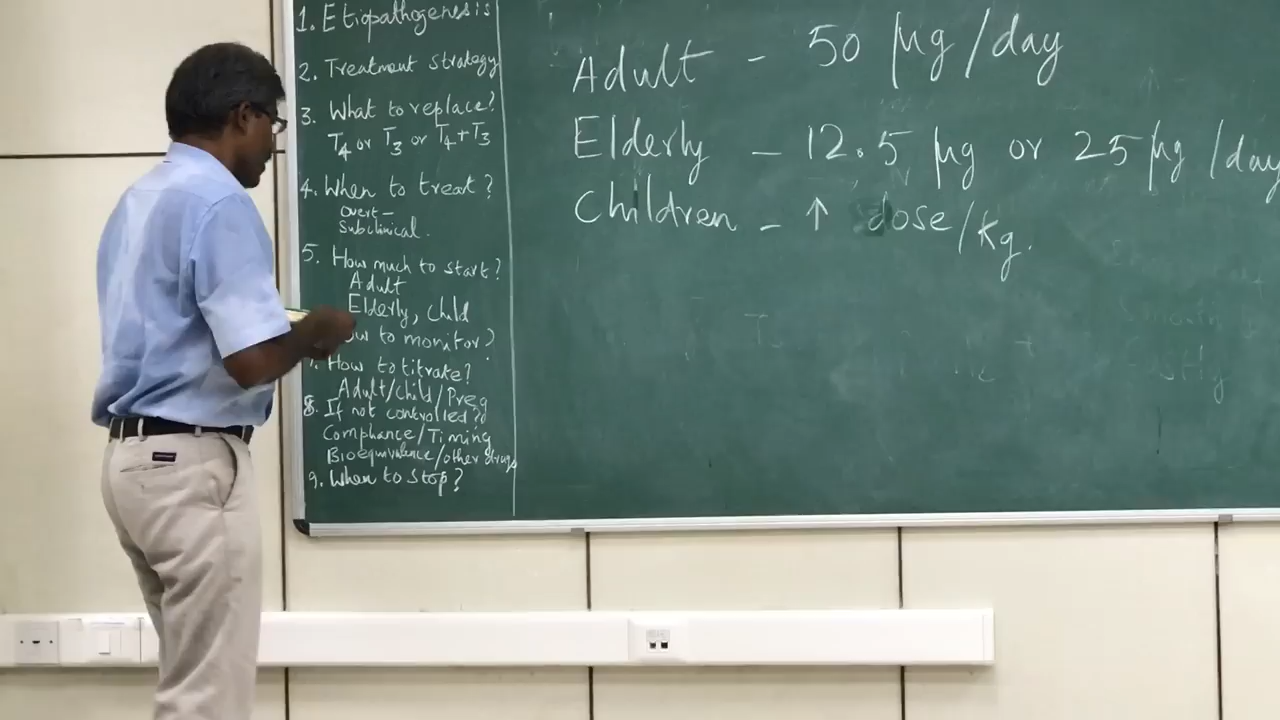 1. Etiopathogenesis
2. Treatment strategy
3. What to replace?
T4 or T3 or T4+T3
4. When to treat?
overt –
subclinical.
5. How much to start?
Adult
Elderly, child
to monitor?
How to titrate?
Adult/child/Preg
8. If not controlled?
Compliance/Timing
Bioequivalence/other drugs
9. When to stop?
Adult – 50 µg/day
Elderly – 12.5 µg or 25 µg/day
Children – ↑ dose/kg.